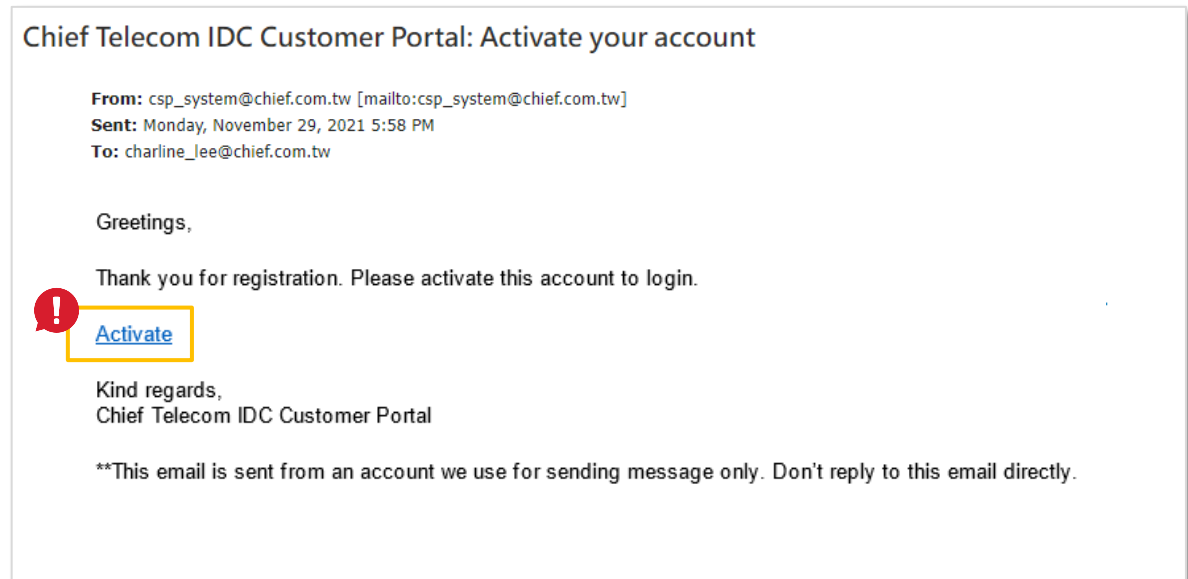 Chief Telecom IDC Customer Portal: Activate your account
From: csp_system@chief.com.tw [mailto:csp_system@chief.com.tw]
Sent: Monday, November 29, 2021 5:58 PM
To: charline_lee@chief.com.tw
Greetings,
Thank you for registration. Please activate this account to login.
!
Activate
Kind regards,
Chief Telecom IDC Customer Portal
**This email is sent from an account we use for sending message only. Don't reply to this email directly.